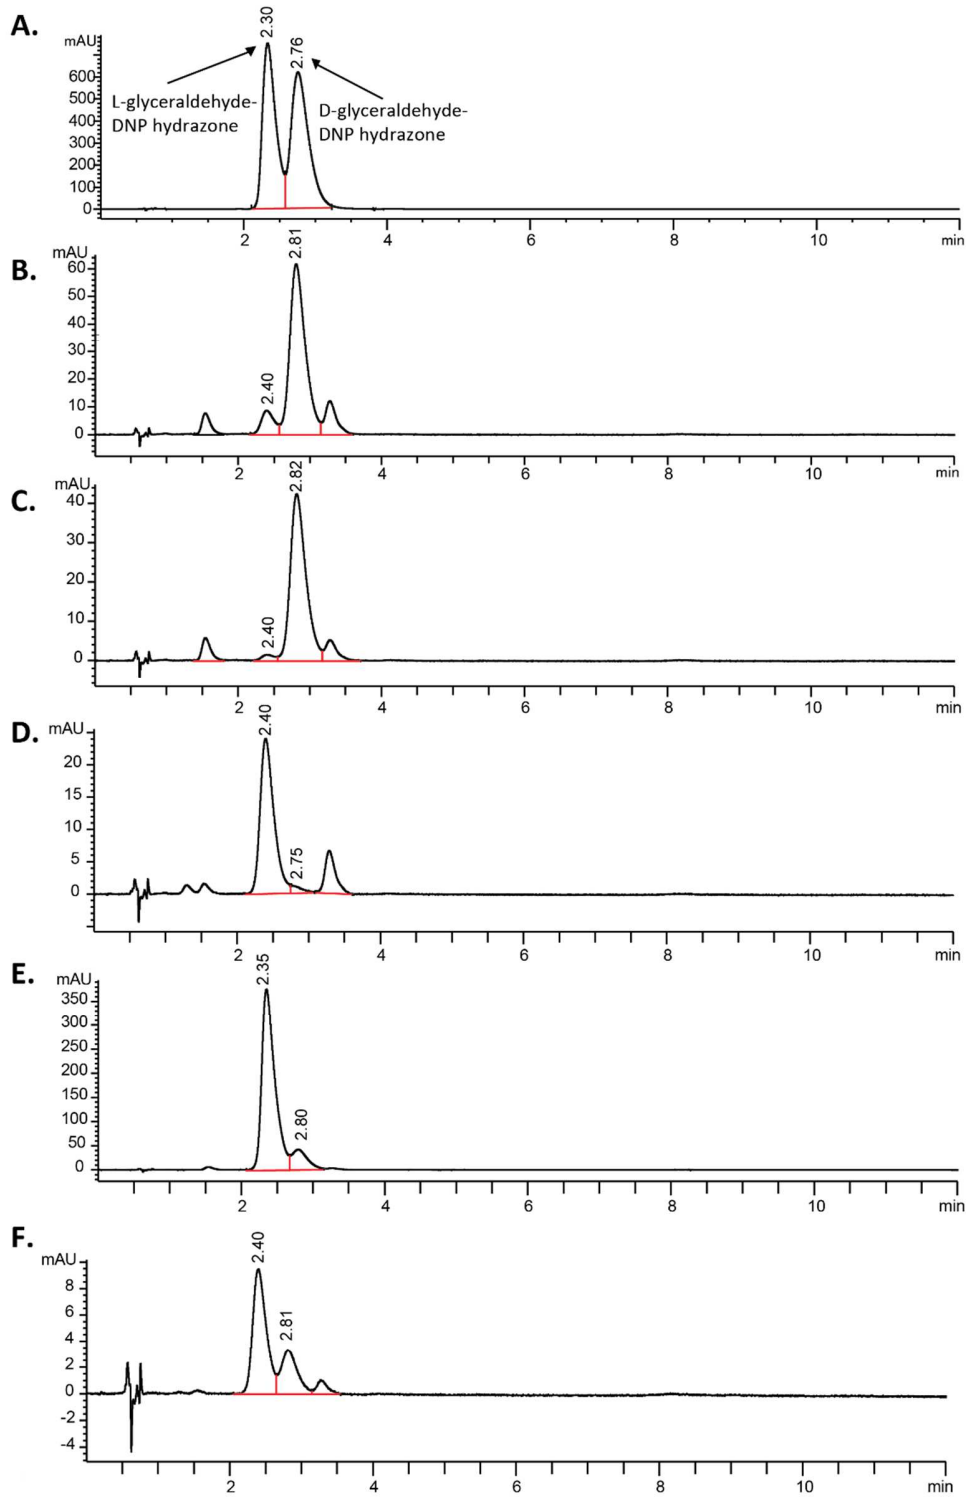 A.
mAU
2.30
2.76
L-glyceraldehyde-
DNP hydrazone
D-glyceraldehyde-
DNP hydrazone
600
500
400
300
200
100
0
2 4 6 8 10 min
B.
mAU
2.81
2.40
60
50
40
30
20
10
0
2 4 6 8 10 min
C.
mAU
2.82
2.40
40
30
20
10
0
2 4 6 8 10 min
D.
mAU
2.40
2.75
20
15
10
5
0
2 4 6 8 10 min
E.
mAU
2.35
2.80
350
300
250
200
150
100
50
0
2 4 6 8 10 min
F.
mAU
2.40
2.81
8
6
4
2
0
-2
-4
2 4 6 8 10 min